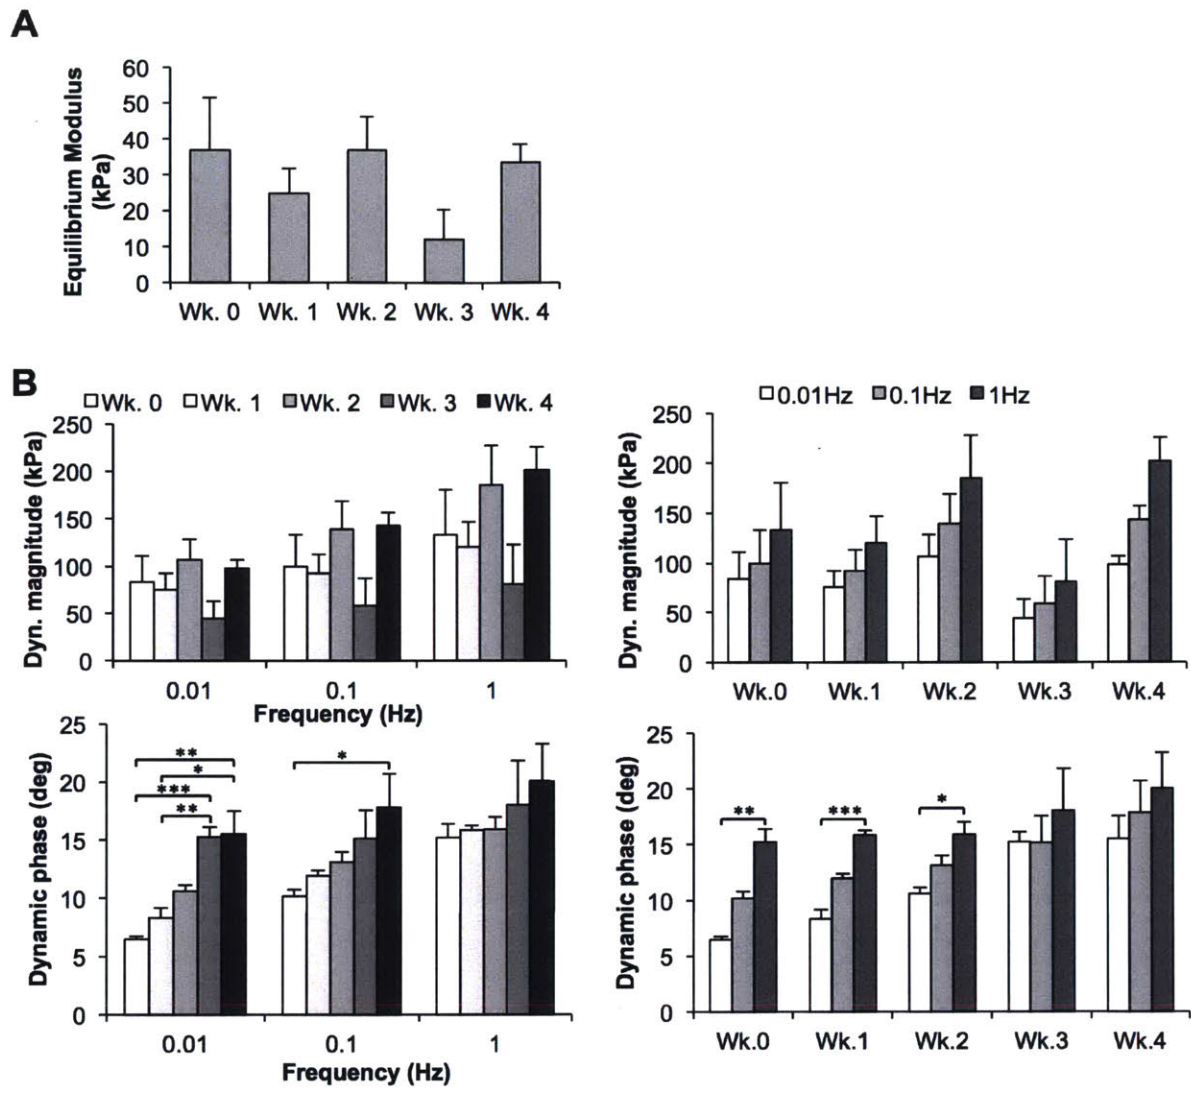 A
Equilibrium Modulus
(kPa)
60
50
40
30
20
10
0
Wk. 0 Wk. 1 Wk. 2 Wk. 3 Wk. 4
B
Wk. 0 Wk. 1 Wk. 2 Wk. 3 Wk. 4
Dyn. magnitude (kPa)
250
200
150
100
50
0
0.01 0.1 1
Frequency (Hz)
0.01Hz 0.1Hz 1Hz
Dyn. magnitude (kPa)
250
200
150
100
50
0
Wk.0 Wk.1 Wk.2 Wk.3 Wk.4
Dynamic phase (deg)
25
20
15
10
5
0
**
*
***
**
*
0.01 0.1 1
Frequency (Hz)
Dynamic phase (deg)
25
20
15
10
5
0
** *** *
Wk.0 Wk.1 Wk.2 Wk.3 Wk.4